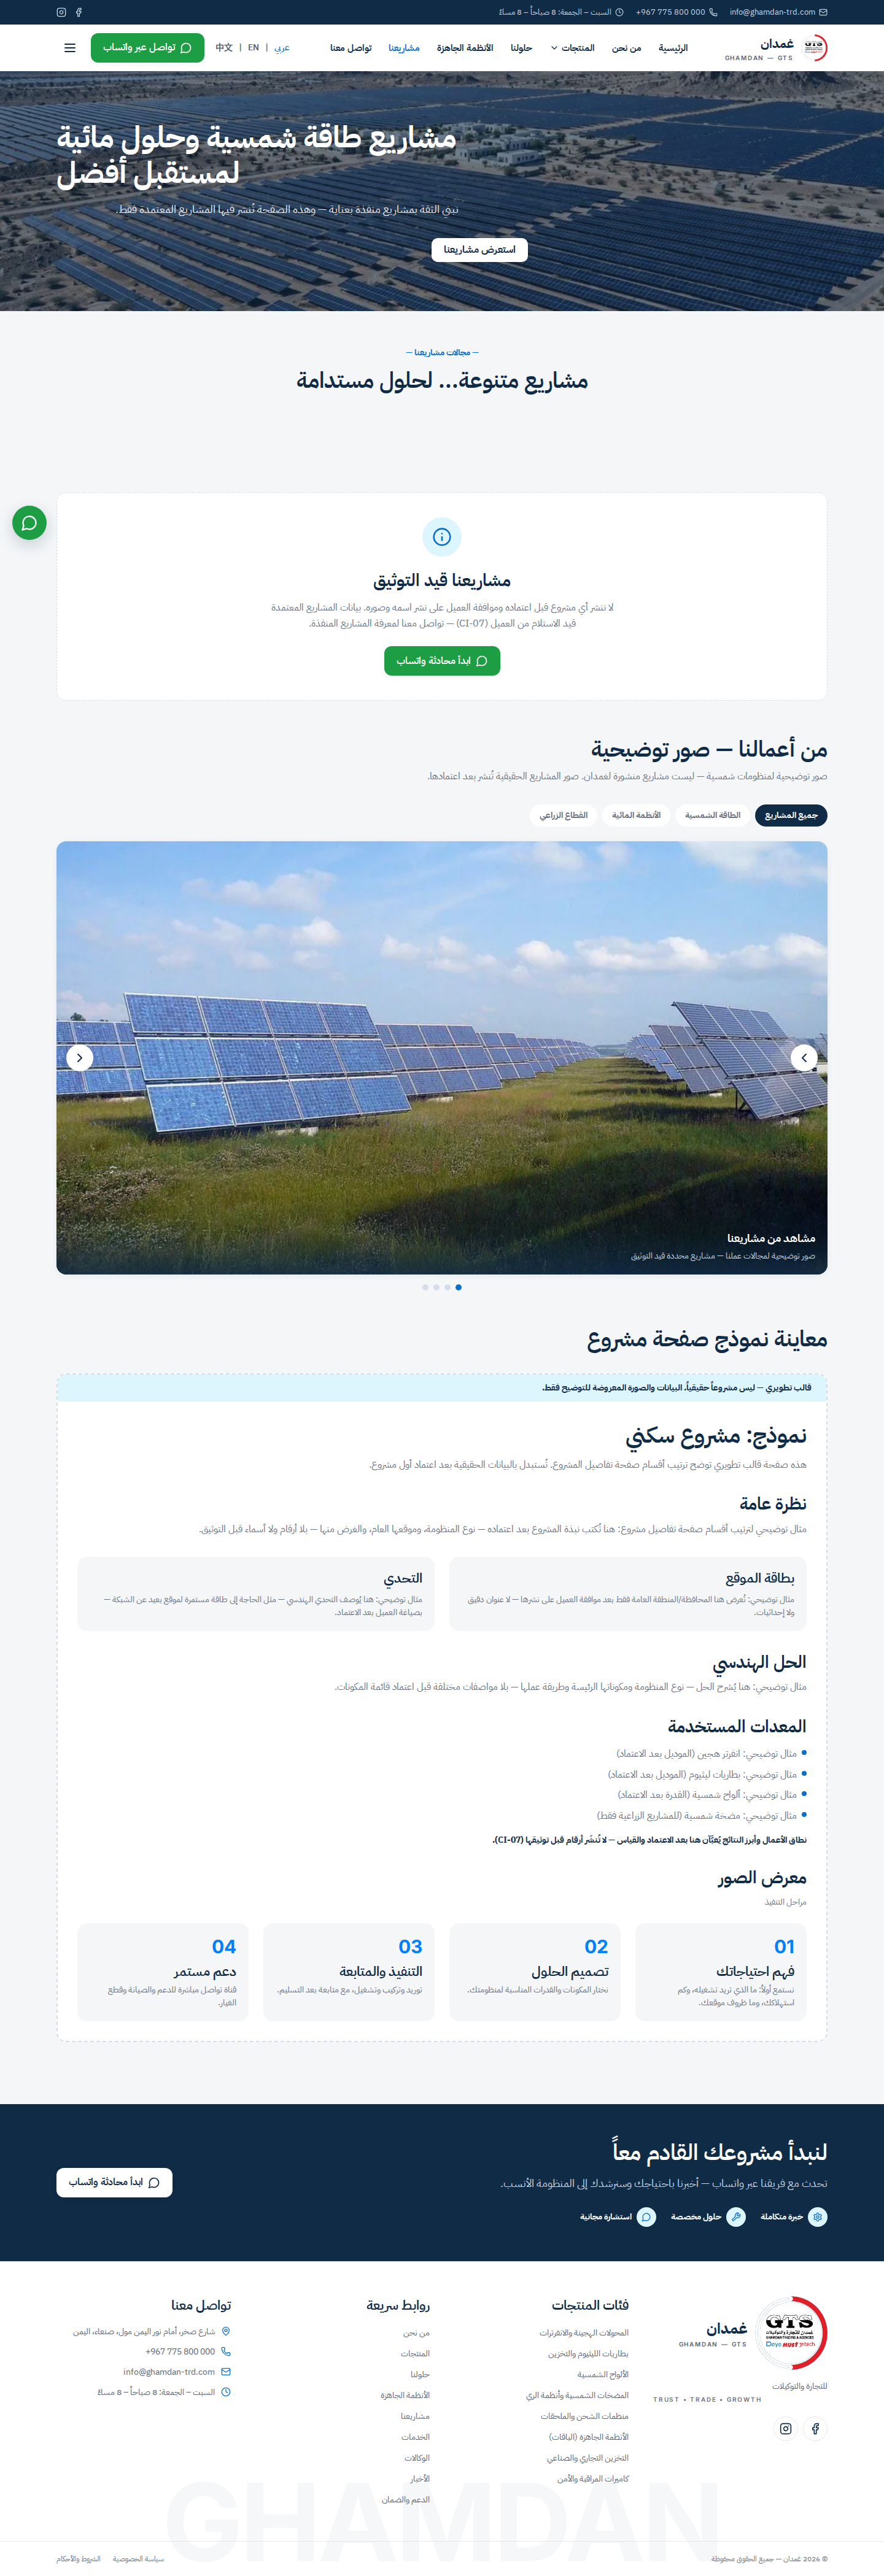 info@ghamdan-trd.com
+967 775 800 000
السبت – الجمعة: 8 صباحاً – 8 مساءً
غمدان
GHAMDAN — GTS
الرئيسية
من نحن
المنتجات
حلولنا
الأنظمة الجاهزة
مشاريعنا
تواصل معنا
عربي | EN | 中文
تواصل عبر واتساب
مشاريع طاقة شمسية وحلول مائية
لمستقبل أفضل
نبني الثقة بمشاريع منفذة بعناية — وهذه الصفحة تُنشر فيها المشاريع المعتمدة فقط.
استعرض مشاريعنا
— مجالات مشاريعنا —
مشاريع متنوعة... لحلول مستدامة
مشاريعنا قيد التوثيق
لا ننشر أي مشروع قبل اعتماده وموافقة العميل على نشر اسمه وصوره. بيانات المشاريع المعتمدة
قيد الاستلام من العميل (CI-07) — تواصل معنا لمعرفة المشاريع المنفذة.
ابدأ محادثة واتساب
من أعمالنا — صور توضيحية
صور توضيحية لمنظومات شمسية — ليست مشاريع منشورة لغمدان. صور المشاريع الحقيقية تُنشر بعد اعتمادها.
جميع المشاريع
الطاقة الشمسية
الأنظمة المائية
القطاع الزراعي
مشاهد من مشاريعنا
صور توضيحية لمجالات عملنا — مشاريع محددة قيد التوثيق
معاينة نموذج صفحة مشروع
قالب تطويري — ليس مشروعاً حقيقياً. البيانات والصورة المعروضة للتوضيح فقط.
نموذج: مشروع سكني
هذه صفحة قالب تطويري توضح ترتيب أقسام صفحة تفاصيل المشروع. تُستبدل بالبيانات الحقيقية بعد اعتماد أول مشروع.
نظرة عامة
مثال توضيحي لترتيب أقسام صفحة تفاصيل مشروع: هنا تُكتب نبذة المشروع بعد اعتماده — نوع المنظومة، وموقعها العام، والغرض منها — بلا أرقام ولا أسماء قبل التوثيق.
بطاقة الموقع
مثال توضيحي: تُعرض هنا المحافظة/المنطقة العامة فقط بعد موافقة العميل على نشرها — لا عنوان دقيق
ولا إحداثيات.
التحدي
مثال توضيحي: هنا يُوصف التحدي الهندسي — مثل الحاجة إلى طاقة مستمرة لموقع بعيد عن الشبكة —
بصياغة العميل بعد الاعتماد.
الحل الهندسي
مثال توضيحي: هنا يُشرح الحل — نوع المنظومة ومكوناتها الرئيسة وطريقة عملها — بلا مواصفات مختلقة قبل اعتماد قائمة المكونات.
المعدات المستخدمة
مثال توضيحي: انفرتر هجين (الموديل بعد الاعتماد)
مثال توضيحي: بطاريات ليثيوم (الموديل بعد الاعتماد)
مثال توضيحي: ألواح شمسية (القدرة بعد الاعتماد)
مثال توضيحي: مضخة شمسية (للمشاريع الزراعية فقط)
نطاق الأعمال وأبرز النتائج يُعبَّآن هنا بعد الاعتماد والقياس — لا تُنشَر أرقام قبل توثيقها (CI-07).
معرض الصور
مراحل التنفيذ
01
فهم احتياجاتك
نستمع أولاً: ما الذي تريد تشغيله، وكم
استهلاكك، وما ظروف موقعك.
02
تصميم الحلول
نختار المكونات والقدرات المناسبة لمنظومتك.
03
التنفيذ والمتابعة
توريد وتركيب وتشغيل، مع متابعة بعد التسليم.
04
دعم مستمر
قناة تواصل مباشرة للدعم والصيانة وقطع
الغيار.
لنبدأ مشروعك القادم معاً
تحدث مع فريقنا عبر واتساب — أخبرنا باحتياجك وسنرشدك إلى المنظومة الأنسب.
خبرة متكاملة
حلول مخصصة
استشارة مجانية
ابدأ محادثة واتساب
GTS
غمدان
GHAMDAN — GTS
للتجارة والتوكيلات
TRUST • TRADE • GROWTH
فئات المنتجات
المحولات الهجينة والانفرترات
بطاريات الليثيوم والتخزين
الألواح الشمسية
المضخات الشمسية وأنظمة الري
منظمات الشحن والملحقات
الأنظمة الجاهزة (الباقات)
التخزين التجاري والصناعي
كاميرات المراقبة والأمن
روابط سريعة
من نحن
المنتجات
حلولنا
الأنظمة الجاهزة
مشاريعنا
الخدمات
الوكالات
الأخبار
الدعم والضمان
تواصل معنا
شارع صخر، أمام نور اليمن مول، صنعاء، اليمن
+967 775 800 000
info@ghamdan-trd.com
السبت – الجمعة: 8 صباحاً – 8 مساءً
GHAMDAN
© 2026 غمدان — جميع الحقوق محفوظة
سياسة الخصوصية
الشروط والأحكام